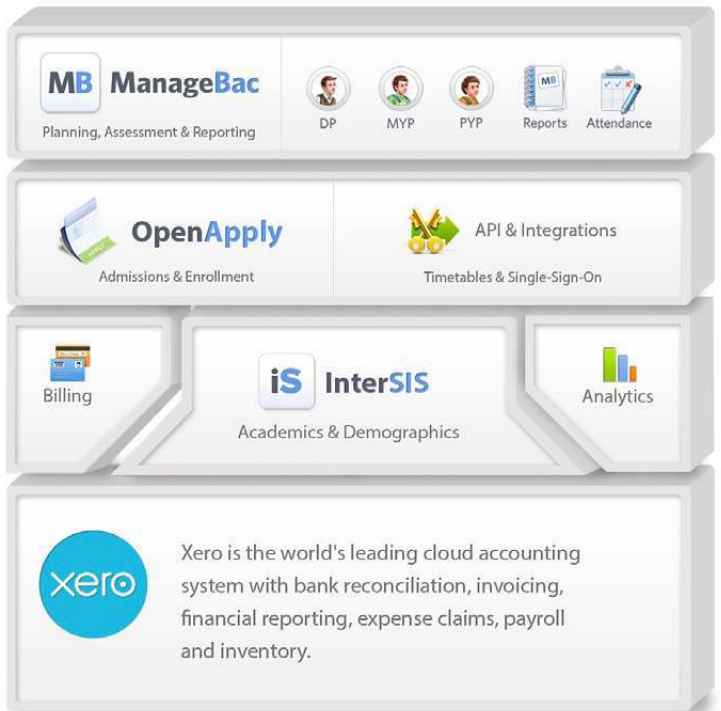 MB ManageBac
Planning, Assessment & Reporting
DP
MYP
PYP
MB
Reports
Attendance
APPLY
OpenApply
Admissions & Enrollment
API & Integrations
Timetables & Single-Sign-On
Billing
iS InterSIS
Academics & Demographics
Analytics
xero
Xero is the world's leading cloud accounting
system with bank reconciliation, invoicing,
financial reporting, expense claims, payroll
and inventory.